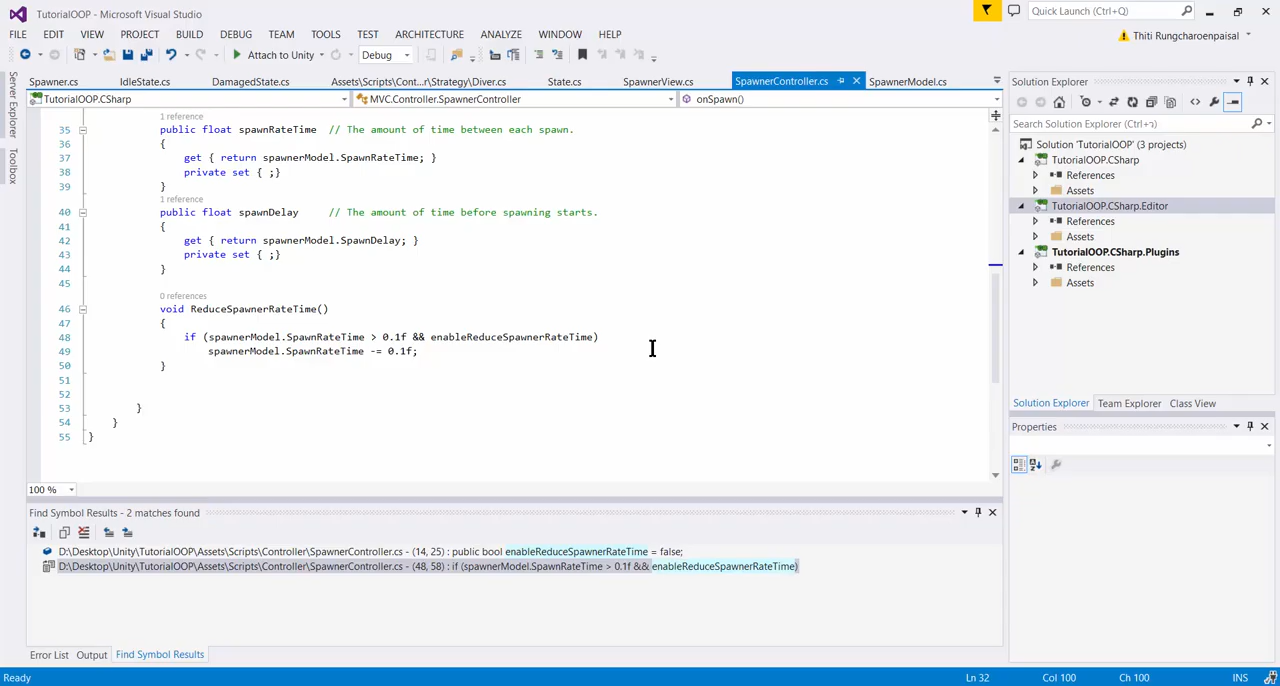 TutorialOOP - Microsoft Visual Studio
Quick Launch (Ctrl+Q)
FILE EDIT VIEW PROJECT BUILD DEBUG TEAM TOOLS TEST ARCHITECTURE ANALYZE WINDOW HELP
Thiti Rungcharoenpaisal
Attach to Unity Debug
Server Explorer
Toolbox
Spawner.cs IdleState.cs DamagedState.cs Assets\Scripts\Cont...r\Strategy\Diver.cs State.cs SpawnerView.cs SpawnerController.cs SpawnerModel.cs
TutorialOOP.CSharp MVC.Controller.SpawnerController onSpawn()
1 reference
35 public float spawnRateTime // The amount of time between each spawn.
36 {
37 get { return spawnerModel.SpawnRateTime; }
38 private set { ;}
39 }
1 reference
40 public float spawnDelay // The amount of time before spawning starts.
41 {
42 get { return spawnerModel.SpawnDelay; }
43 private set { ;}
44 }
45
0 references
46 void ReduceSpawnerRateTime()
47 {
48 if (spawnerModel.SpawnRateTime > 0.1f && enableReduceSpawnerRateTime)
49 spawnerModel.SpawnRateTime -= 0.1f;
50 }
51
52
53 }
54 }
55 }
100 %
Find Symbol Results - 2 matches found
D:\Desktop\Unity\TutorialOOP\Assets\Scripts\Controller\SpawnerController.cs - (14, 25) : public bool enableReduceSpawnerRateTime = false;
D:\Desktop\Unity\TutorialOOP\Assets\Scripts\Controller\SpawnerController.cs - (48, 58) : if (spawnerModel.SpawnRateTime > 0.1f && enableReduceSpawnerRateTime)
Error List Output Find Symbol Results
Solution Explorer
Search Solution Explorer (Ctrl+ว)
Solution 'TutorialOOP' (3 projects)
TutorialOOP.CSharp
References
Assets
TutorialOOP.CSharp.Editor
References
Assets
TutorialOOP.CSharp.Plugins
References
Assets
Solution Explorer Team Explorer Class View
Properties
Ready Ln 32 Col 100 Ch 100 INS